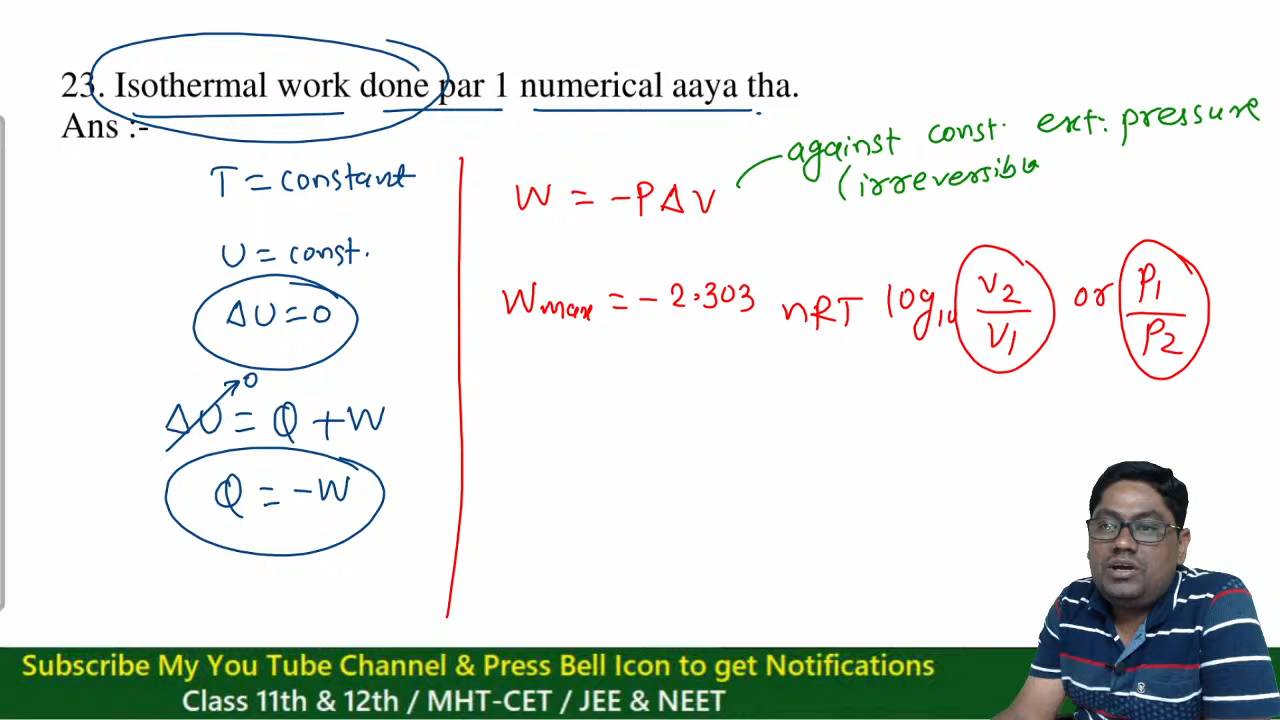 23. Isothermal work done par 1 numerical aaya tha.
Ans :-
T = constant
U = const.
ΔU = 0
ΔU = Q + W
0
Q = -W
W = -PΔV
against const. ext. pressure
(irreversib
Wmax = -2.303 nRT log10 V2/V1 or P1/P2
Subscribe My You Tube Channel & Press Bell Icon to get Notifications
Class 11th & 12th / MHT-CET / JEE & NEET